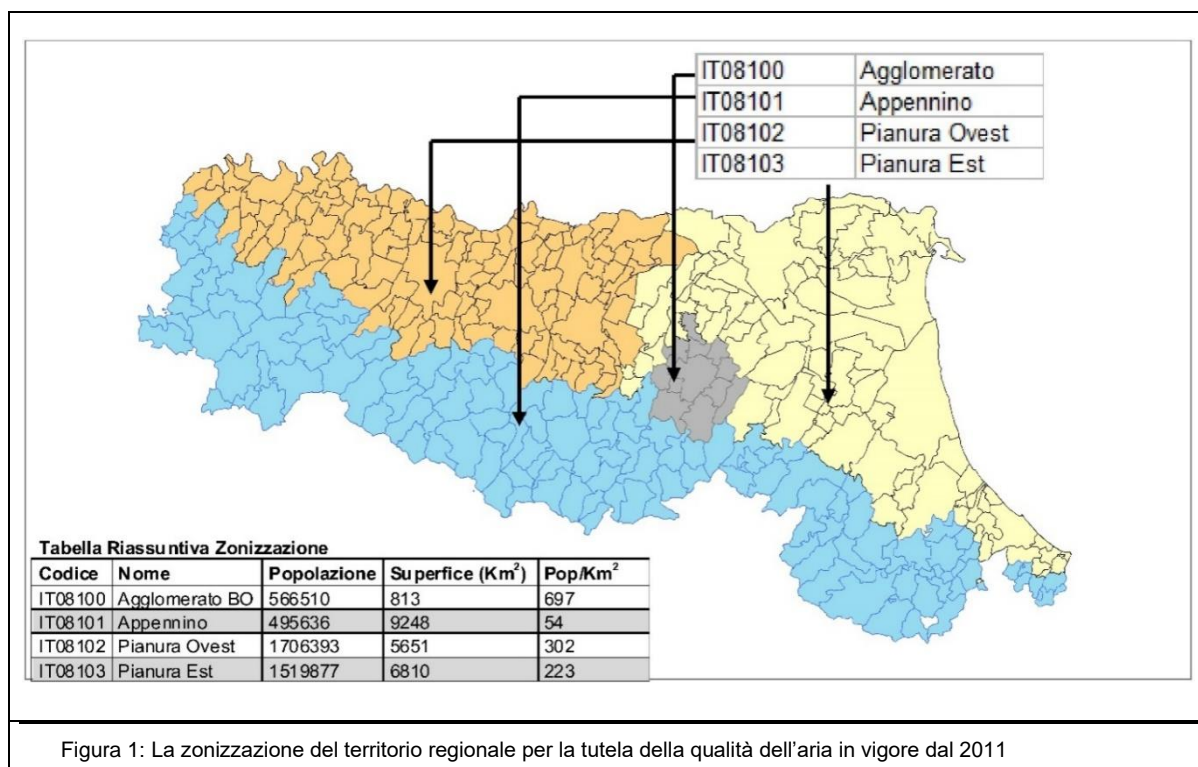 IT08100 Agglomerato
IT08101 Appennino
IT08102 Pianura Ovest
IT08103 Pianura Est
Tabella Riassuntiva Zonizzazione
Codice Nome Popolazione Superfice (Km²) Pop/Km²
IT08100 Agglomerato BO 566510 813 697
IT08101 Appennino 495636 9248 54
IT08102 Pianura Ovest 1706393 5651 302
IT08103 Pianura Est 1519877 6810 223
Figura 1: La zonizzazione del territorio regionale per la tutela della qualità dell'aria in vigore dal 2011